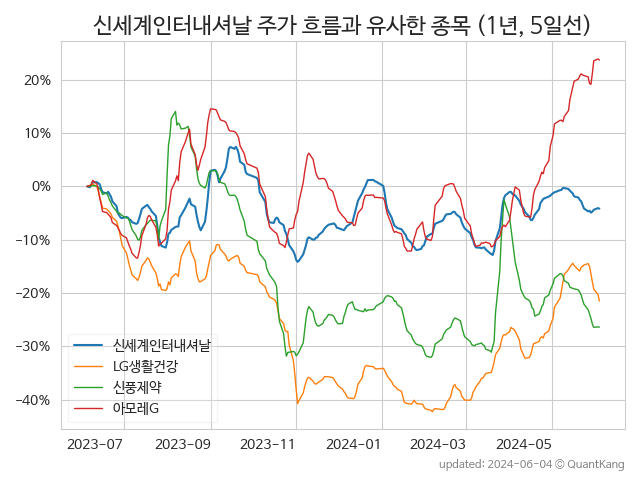 신세계인터내셔날 주가 흐름과 유사한 종목 (1년, 5일선)
20%
10%
0%
−10%
−20%
−30%
−40%
신세계인터내셔날
LG생활건강
신풍제약
아모레G
2023-07 2023-09 2023-11 2024-01 2024-03 2024-05
updated: 2024-06-04 © QuantKang